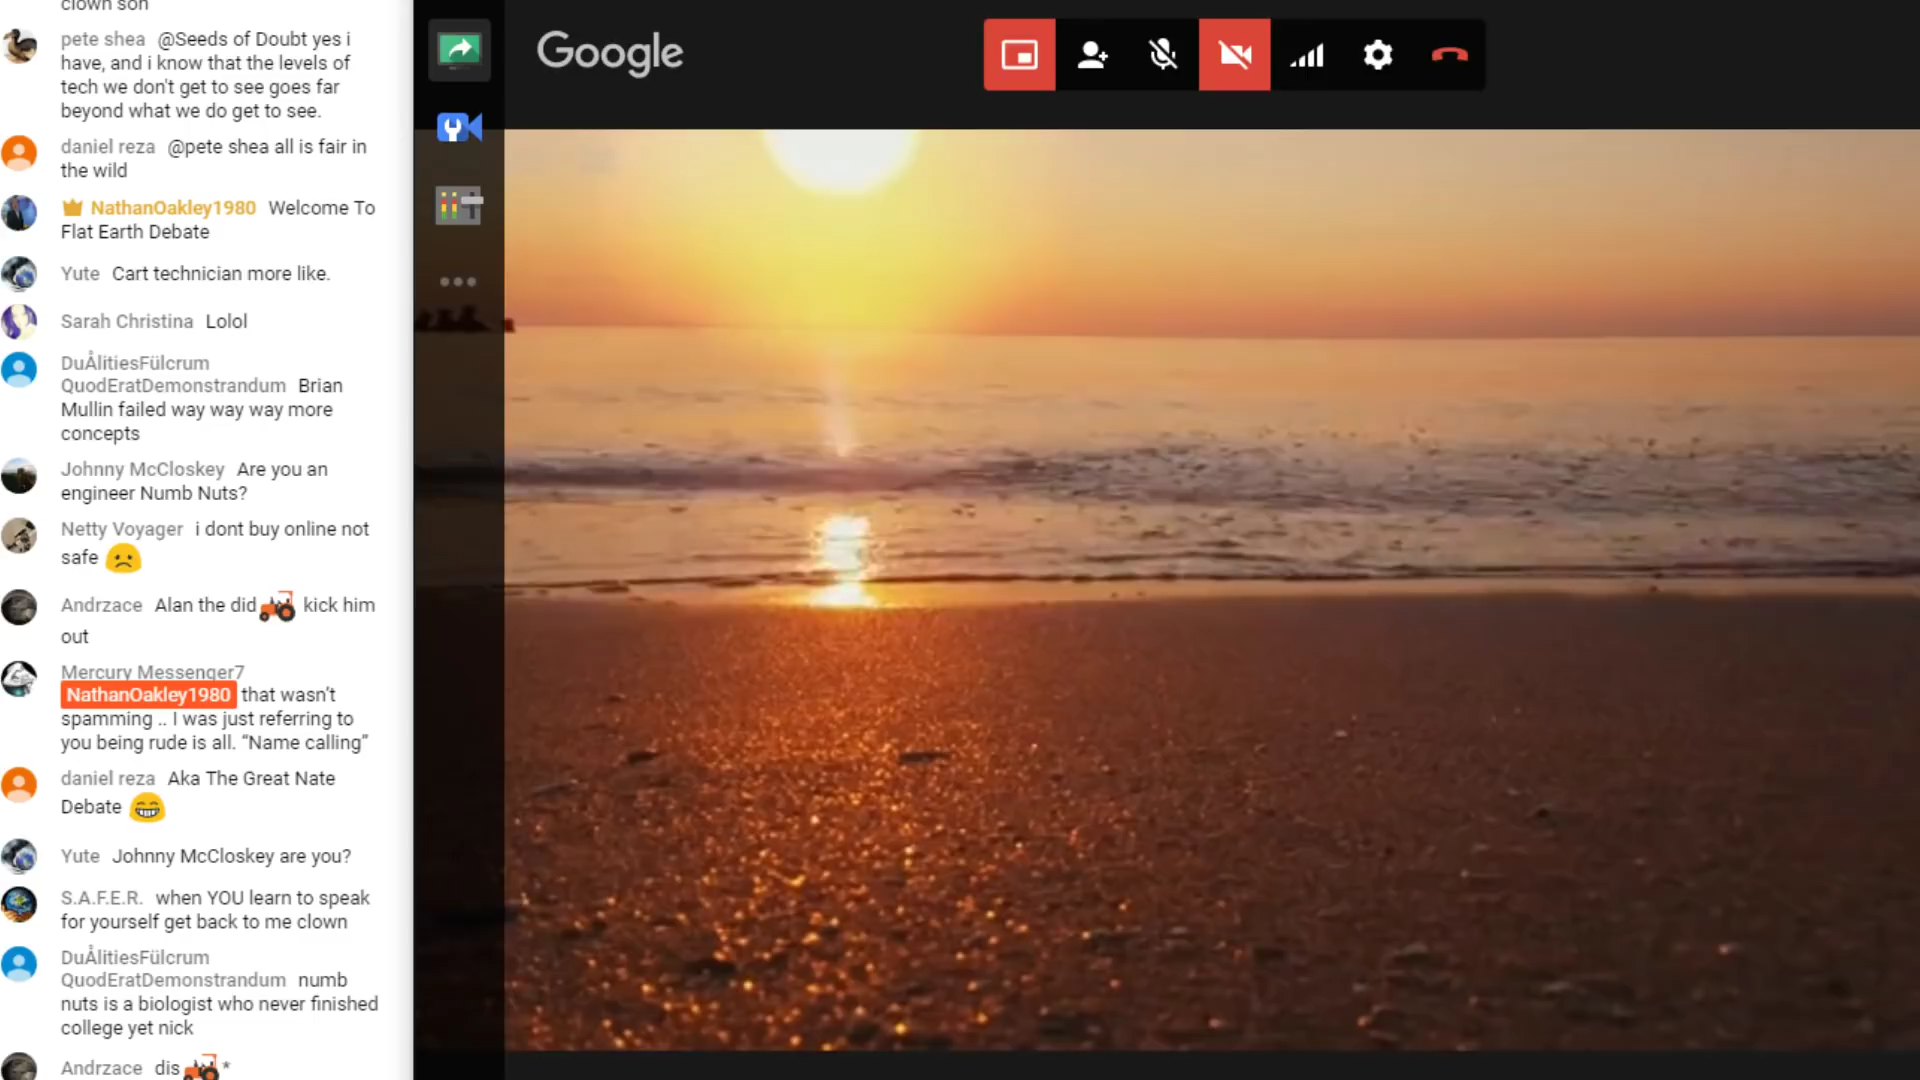 clown son
pete shea @Seeds of Doubt yes i
have, and i know that the levels of
tech we don't get to see goes far
beyond what we do get to see.
daniel reza @pete shea all is fair in
the wild
NathanOakley1980 Welcome To
Flat Earth Debate
Yute Cart technician more like.
Sarah Christina Lolol
DuÅlitiesFülcrum
QuodEratDemonstrandum Brian
Mullin failed way way way more
concepts
Johnny McCloskey Are you an
engineer Numb Nuts?
Netty Voyager i dont buy online not
safe
Andrzace Alan the did kick him
out
Mercury Messenger7
NathanOakley1980 that wasn't
spamming .. I was just referring to
you being rude is all. “Name calling”
daniel reza Aka The Great Nate
Debate
Yute Johnny McCloskey are you?
S.A.F.E.R. when YOU learn to speak
for yourself get back to me clown
DuÅlitiesFülcrum
QuodEratDemonstrandum numb
nuts is a biologist who never finished
college yet nick
Andrzace dis *
Google